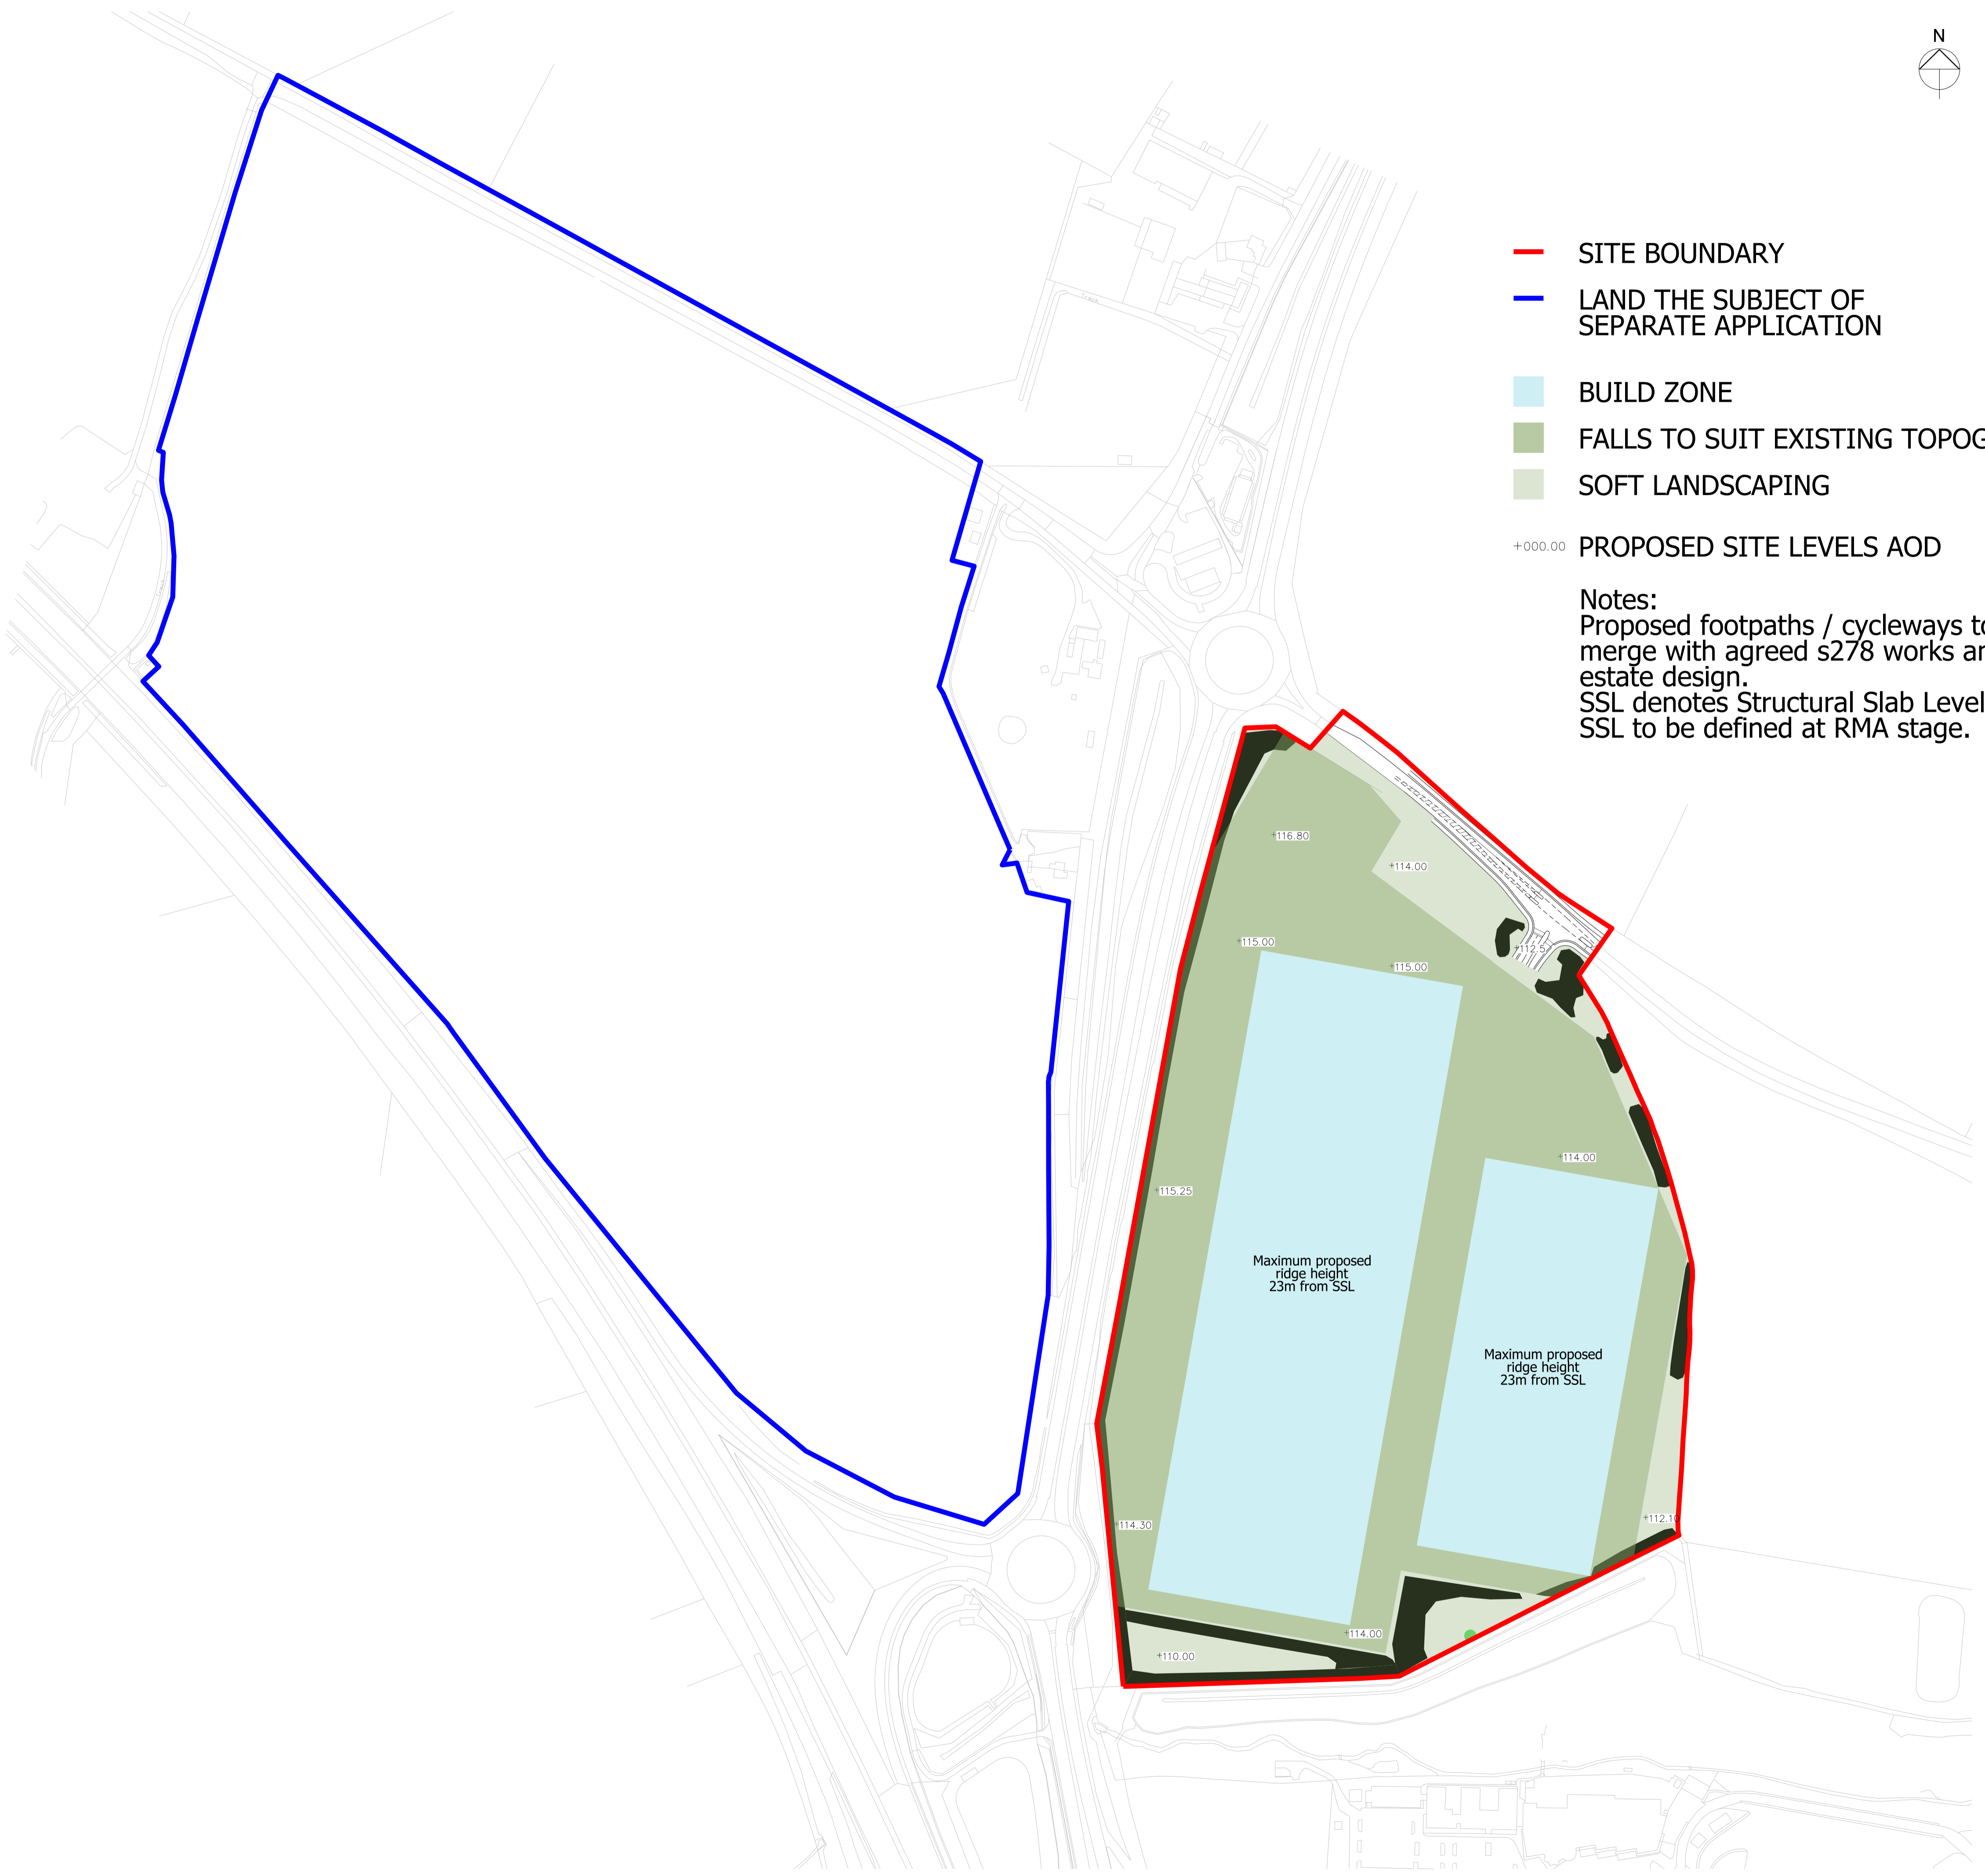 N
SITE BOUNDARY
LAND THE SUBJECT OF
SEPARATE APPLICATION
BUILD ZONE
FALLS TO SUIT EXISTING TOPOG
SOFT LANDSCAPING
+000.00 PROPOSED SITE LEVELS AOD
Notes:
Proposed footpaths / cycleways to
merge with agreed s278 works an
estate design.
SSL denotes Structural Slab Level
SSL to be defined at RMA stage.
+116.80
+114.00
+115.00
+112.5
+115.00
+114.00
+115.25
Maximum proposed
ridge height
23m from SSL
Maximum proposed
ridge height
23m from SSL
+112.10
+114.30
+114.00
+110.00